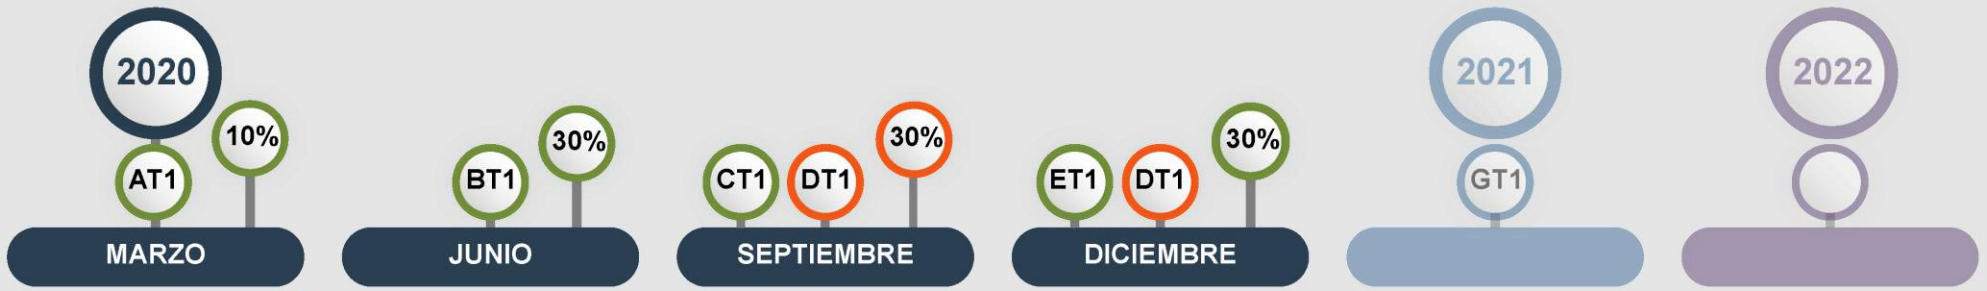 2020
10%
AT1
MARZO
30%
BT1
JUNIO
30%
CT1 DT1
SEPTIEMBRE
30%
ET1 DT1
DICIEMBRE
2021
GT1
2022